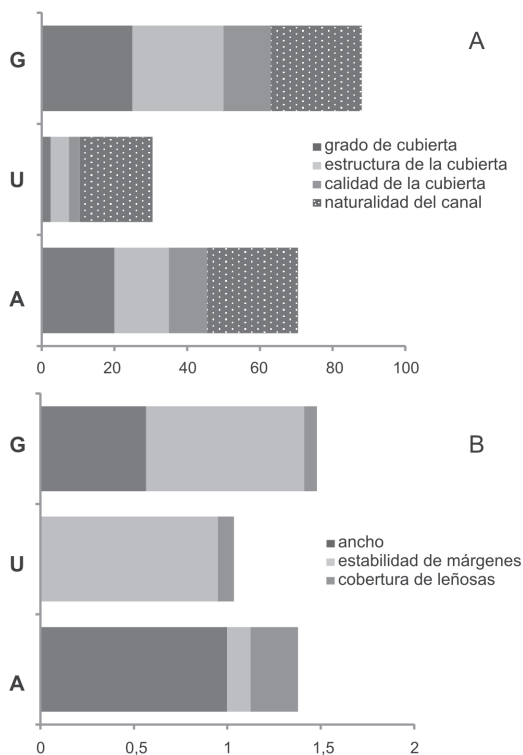 A
G
U
A
grado de cubierta
estructura de la cubierta
calidad de la cubierta
naturalidad del canal
0 20 40 60 80 100
B
G
U
A
ancho
estabilidad de márgenes
cobertura de leñosas
0 0,5 1 1,5 2